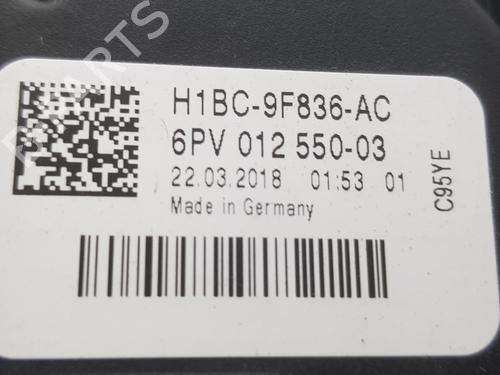 H1BC-9F836-AC
6PV 012 550-03
22.03.2018 01:53 01
Made in Germany
C95YE